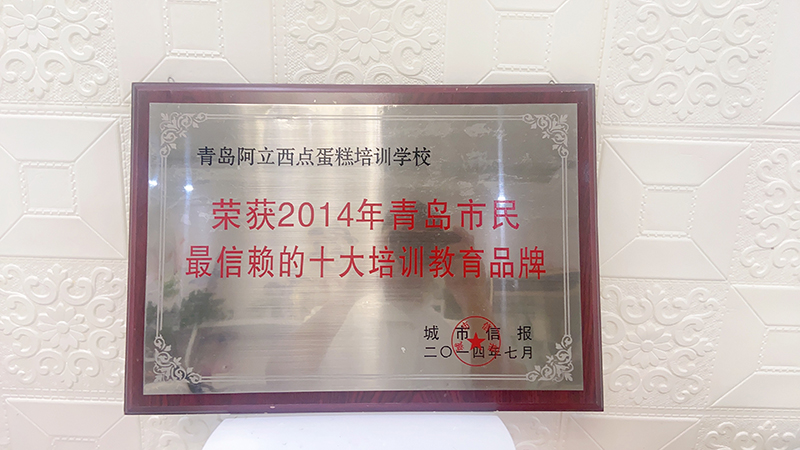 青岛阿立西点蛋糕培训学校
荣获2014年青岛市民
最信赖的十大培训教育品牌
城市信报
二〇一四年七月